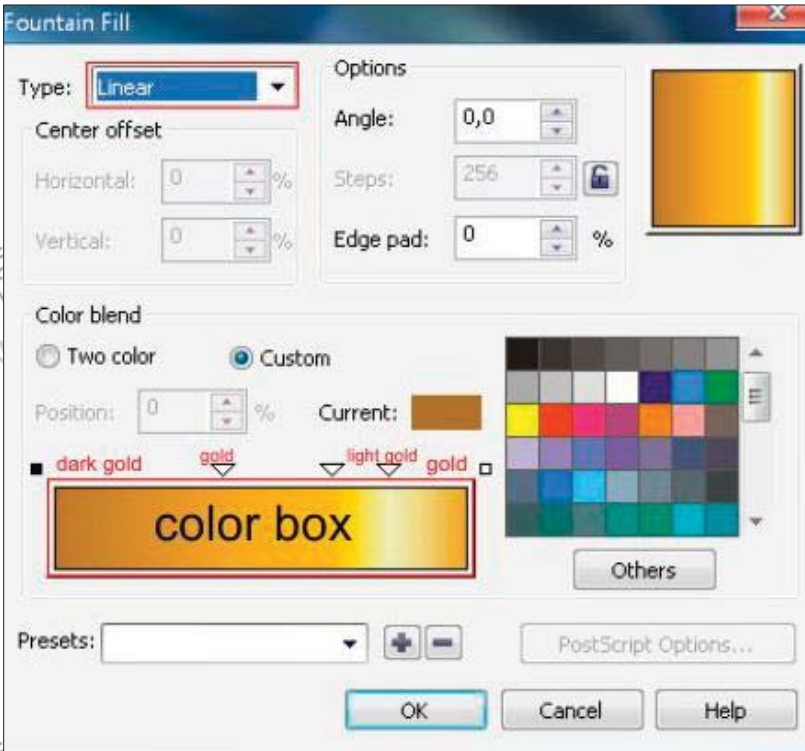 Fountain Fill
Type: Linear
Options
Angle: 0,0
Center offset
Horizontal: 0 %
Steps: 256
Vertical: 0 %
Edge pad: 0 %
Color blend
Two color Custom
Position: 0 % Current:
dark gold gold light gold gold
color box
Others
Presets:
PostScript Options...
OK Cancel Help